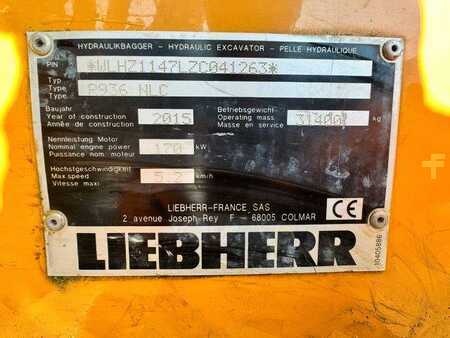 HYDRAULIKBAGGER - HYDRAULIC EXCAVATOR - PELLE HYDRAULIQUE
PIN *WLHZ1147LZC041263*
Typ
Type R936 NLC
Type
Baujahr
Year of construction 2015
Année de construction
Betriebsgewicht
Operating mass 31400 kg
Masse en service
Nennleistung Motor
Nominal engine power 170 kW
Puissance nom. moteur
Höchstgeschwindigkeit
Max.speed 5.2 km/h
Vitesse maxi
LIEBHERR-FRANCE SAS
2 avenue Joseph-Rey F - 68005 COLMAR
CE
LIEBHERR
10405886
F